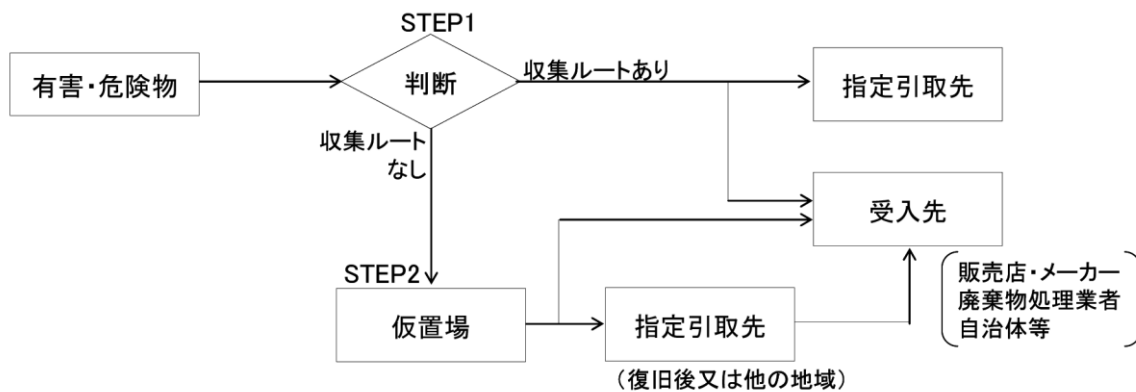 STEP1
有害・危険物
判断
収集ルートあり
指定引取先
収集ルート
なし
受入先
STEP2
仮置場
指定引取先
(復旧後又は他の地域)
販売店・メーカー
廃棄物処理業者
自治体等